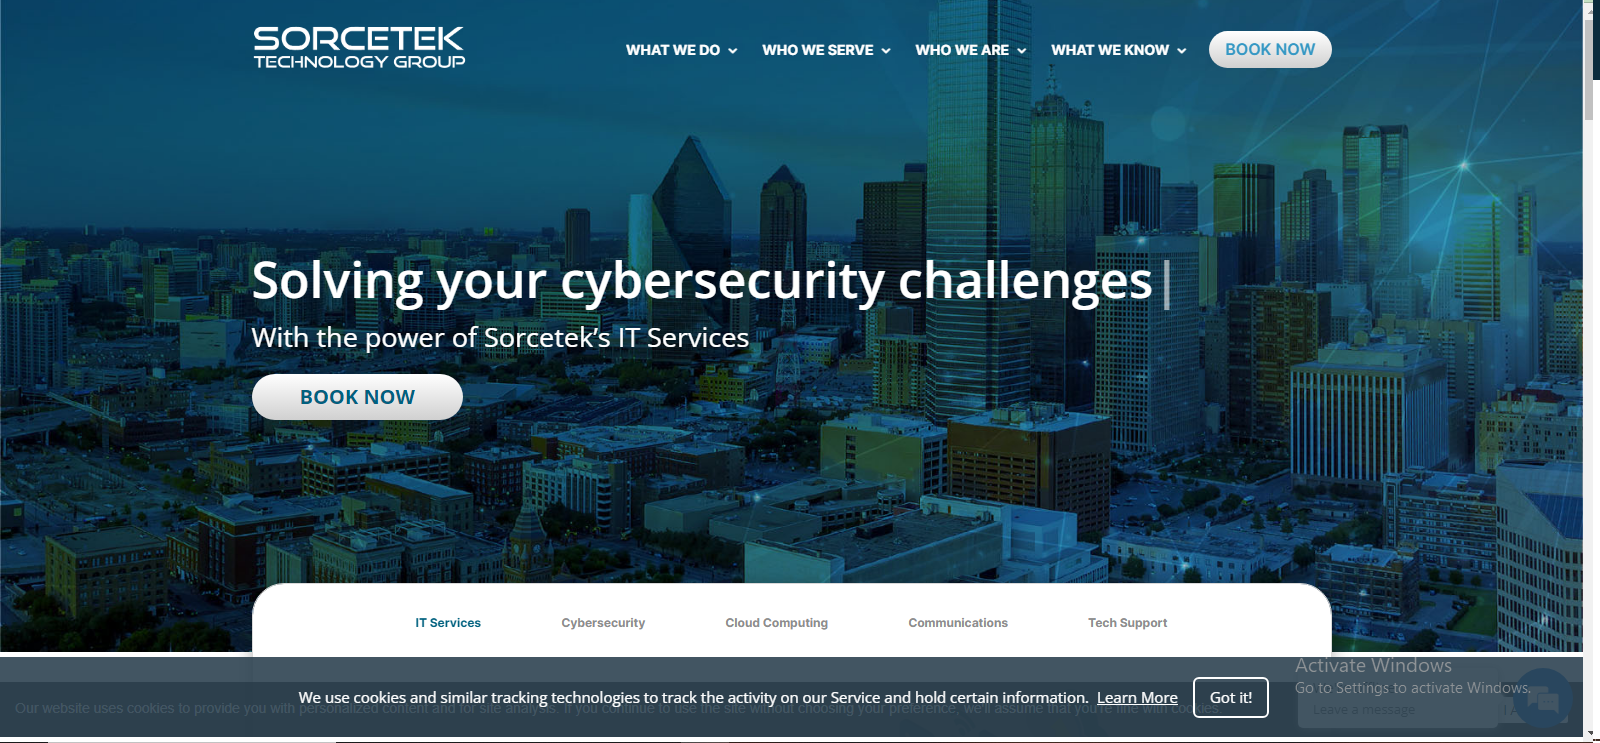 SORCETEK
TECHNOLOGY GROUP
WHAT WE DO
WHO WE SERVE
WHO WE ARE
WHAT WE KNOW
BOOK NOW
Solving your cybersecurity challenges|
With the power of Sorcetek’s IT Services
BOOK NOW
IT Services
Cybersecurity
Cloud Computing
Communications
Tech Support
Activate Windows
Go to Settings to activate Windows.
We use cookies and similar tracking technologies to track the activity on our Service and hold certain information. Learn More
Got it!
Our website uses cookies to provide you with personalized content and for site analysis. If you continue to use the site without choosing your preference, we'll assume that you're fine with cookies.
Leave a message